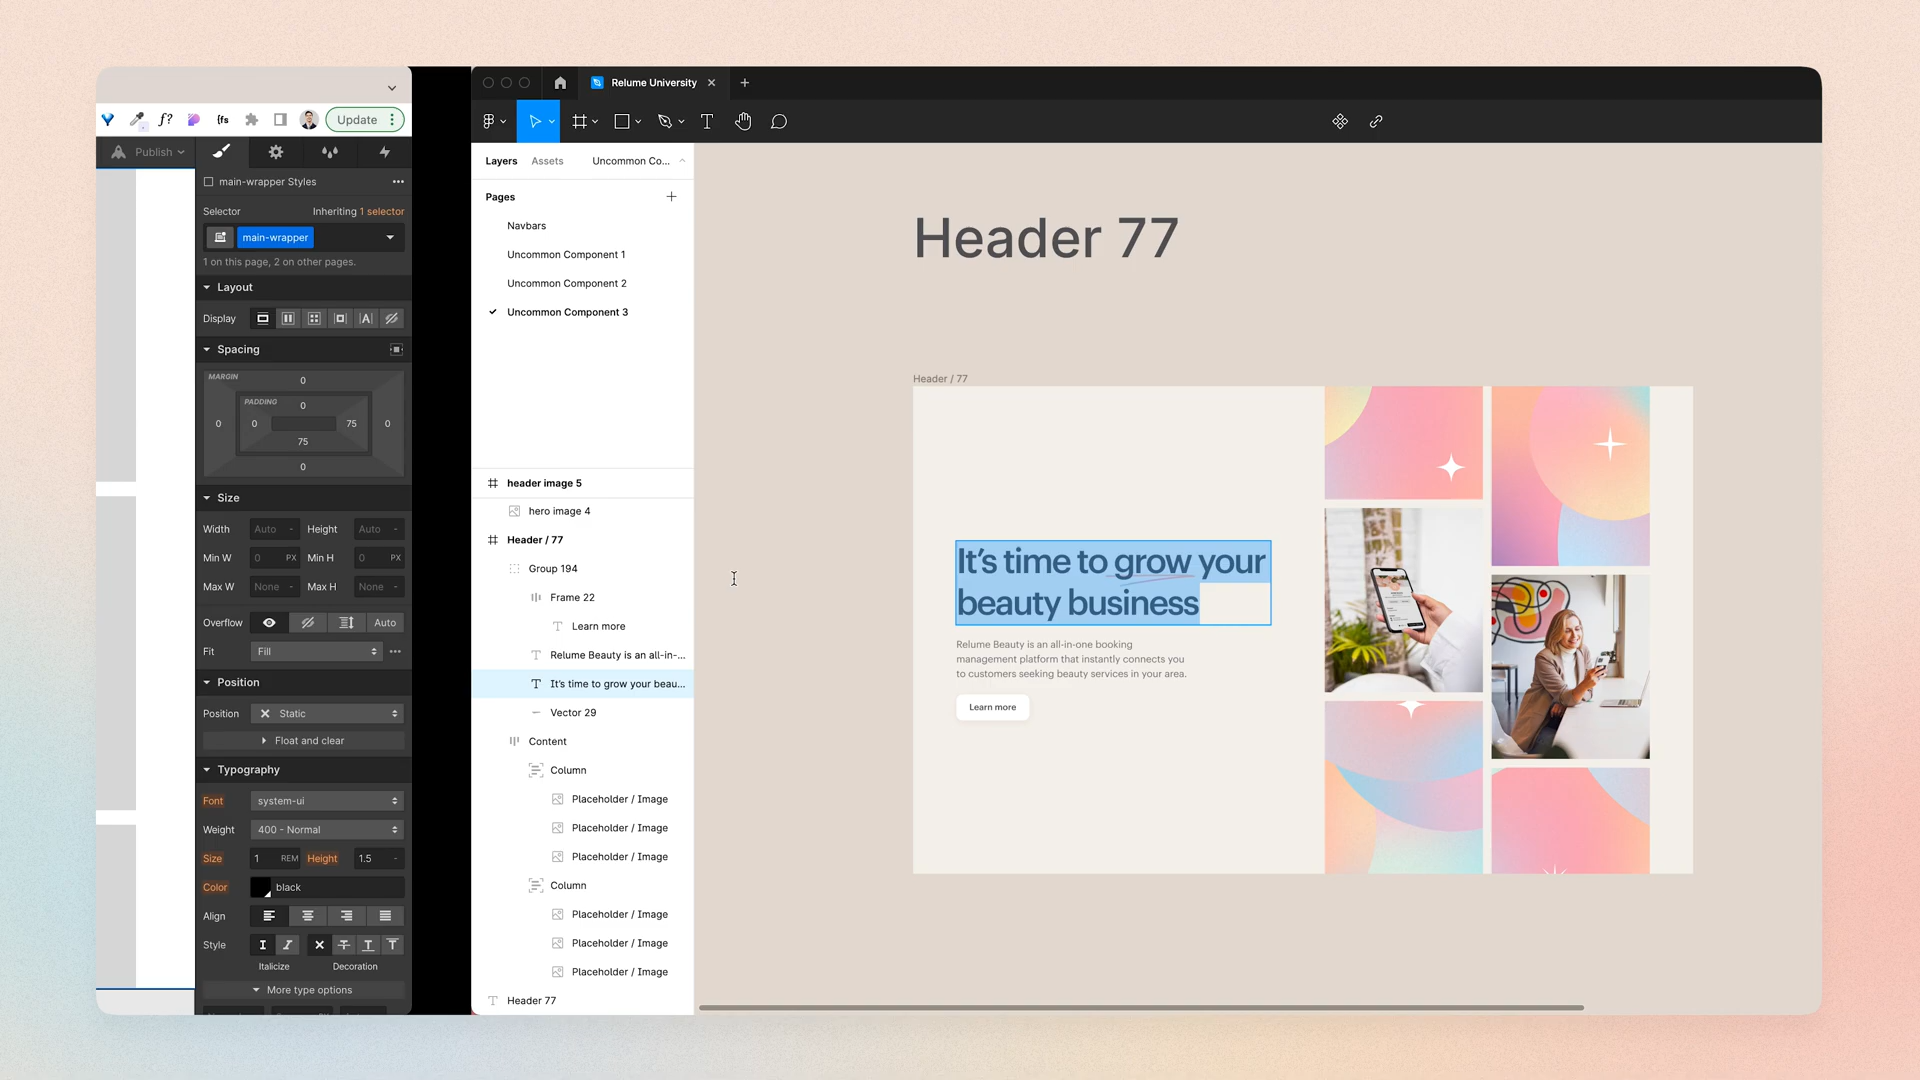 f?
{fs
Update
Publish
main-wrapper Styles
Selector
Inheriting 1 selector
main-wrapper
1 on this page, 2 on other pages.
Layout
Display
Spacing
MARGIN
0
PADDING
0
0
0
75
0
75
0
Size
Width
Auto
-
Height
Auto
-
Min W
0
PX
Min H
0
PX
Max W
None
-
Max H
None
-
Overflow
Auto
Fit
Fill
Position
Position
Static
Float and clear
Typography
Font
system-ui
Weight
400 - Normal
Size
1
REM
Height
1.5
-
Color
black
Align
Style
Italicize
Decoration
More type options
Relume University
Layers
Assets
Uncommon Co...
Pages
Navbars
Uncommon Component 1
Uncommon Component 2
Uncommon Component 3
header image 5
hero image 4
Header / 77
Group 194
Frame 22
Learn more
Relume Beauty is an all-in-...
It's time to grow your beau...
Vector 29
Content
Column
Placeholder / Image
Placeholder / Image
Placeholder / Image
Column
Placeholder / Image
Placeholder / Image
Placeholder / Image
Header 77
Header 77
Header / 77
It's time to grow your
beauty business
Relume Beauty is an all-in-one booking
management platform that instantly connects you
to customers seeking beauty services in your area.
Learn more